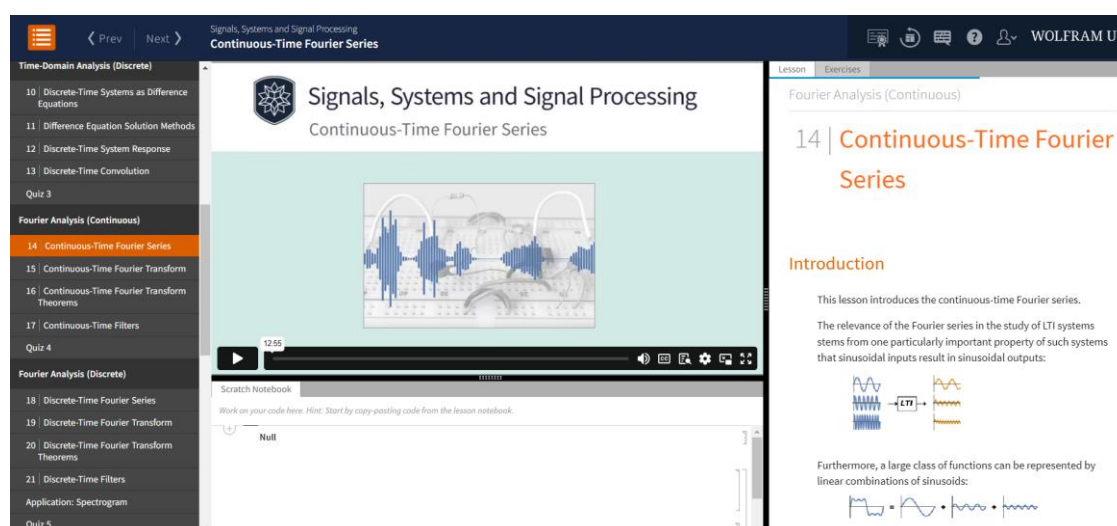 Prev
Next
Signals, Systems and Signal Processing
Continuous-Time Fourier Series
WOLFRAM U
Time-Domain Analysis (Discrete)
10 | Discrete-Time Systems as Difference
Equations
11 | Difference Equation Solution Methods
12 | Discrete-Time System Response
13 | Discrete-Time Convolution
Quiz 3
Fourier Analysis (Continuous)
14 Continuous-Time Fourier Series
15 | Continuous-Time Fourier Transform
16 | Continuous-Time Fourier Transform
Theorems
17 | Continuous-Time Filters
Quiz 4
Fourier Analysis (Discrete)
18 | Discrete-Time Fourier Series
19 | Discrete-Time Fourier Transform
20 | Discrete-Time Fourier Transform
Theorems
21 | Discrete-Time Filters
Application: Spectrogram
Quiz 5
Signals, Systems and Signal Processing
Continuous-Time Fourier Series
12:55
CC
Scratch Notebook
Work on your code here. Hint: Start by copy-pasting code from the lesson notebook.
Null
Lesson
Exercises
Fourier Analysis (Continuous)
14 | Continuous-Time Fourier
Series
Introduction
This lesson introduces the continuous-time Fourier series.
The relevance of the Fourier series in the study of LTI systems
stems from one particularly important property of such systems
that sinusoidal inputs result in sinusoidal outputs:
LTI
Furthermore, a large class of functions can be represented by
linear combinations of sinusoids:
= + +